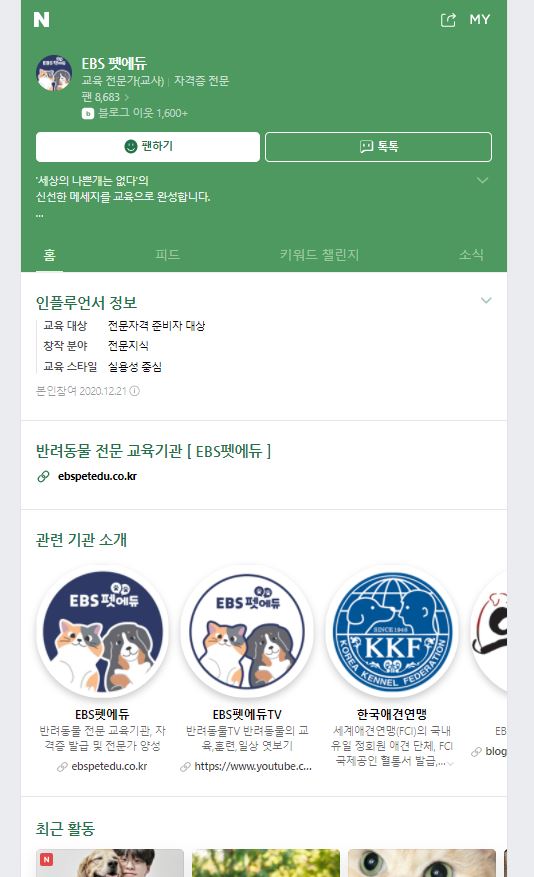 N
MY
EBS 펫에듀
교육 전문가(교사) | 자격증 전문
팬 8,683 >
b 블로그 이웃 1,600+
팬하기
톡톡
'세상의 나쁜개는 없다'의
신선한 메세지를 교육으로 완성합니다.
...
홈 피드 키워드 챌린지 소식
인플루언서 정보
교육 대상 전문자격 준비자 대상
창작 분야 전문지식
교육 스타일 실용성 중심
본인참여 2020.12.21
반려동물 전문 교육기관 [ EBS펫에듀 ]
ebspetedu.co.kr
관련 기관 소개
EBS 펫에듀
EBS 펫에듀
SINCE 1946
KKF
KOREA KENNEL FEDERATION
EBS펫에듀
반려동물 전문 교육기관, 자
격증 발급 및 전문가 양성
ebspetedu.co.kr
EBS펫에듀TV
반려동물TV 반려동물의 교
육,훈련,일상 엿보기
https://www.youtube.c...
한국애견연맹
세계애견연맹(FCI)의 국내
유일 정회원 애견 단체, FCI
국제공인 혈통서 발급,...
EB
blog
최근 활동
N